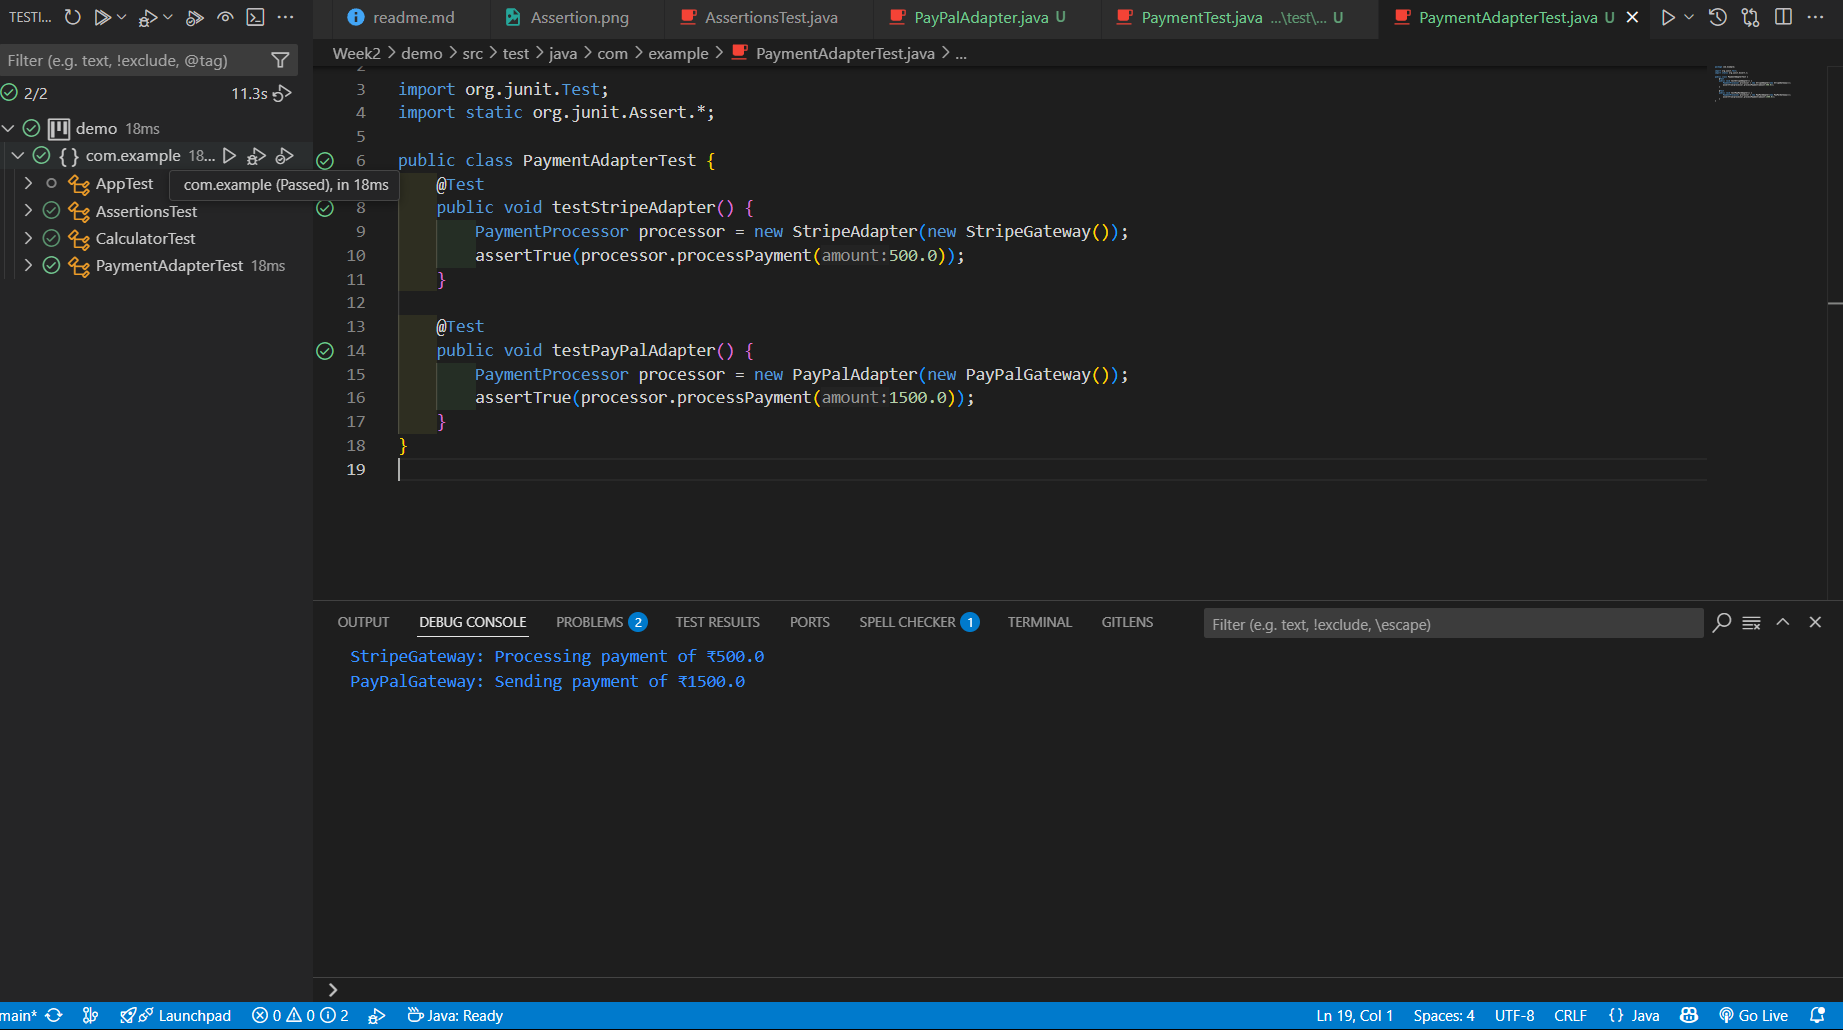 TESTI...
Filter (e.g. text, !exclude, @tag)
2/2 11.3s
demo 18ms
com.example 18...
AppTest
com.example (Passed), in 18ms
AssertionsTest
CalculatorTest
PaymentAdapterTest 18ms
readme.md Assertion.png AssertionsTest.java PayPalAdapter.java U PaymentTest.java ...\test\... U PaymentAdapterTest.java U
Week2 > demo > src > test > java > com > example > PaymentAdapterTest.java > ...
3 import org.junit.Test;
4 import static org.junit.Assert.*;
5
6 public class PaymentAdapterTest {
@Test
8 public void testStripeAdapter() {
9 PaymentProcessor processor = new StripeAdapter(new StripeGateway());
10 assertTrue(processor.processPayment(amount:500.0));
11 }
12
13 @Test
14 public void testPayPalAdapter() {
15 PaymentProcessor processor = new PayPalAdapter(new PayPalGateway());
16 assertTrue(processor.processPayment(amount:1500.0));
17 }
18 }
19
OUTPUT DEBUG CONSOLE PROBLEMS 2 TEST RESULTS PORTS SPELL CHECKER 1 TERMINAL GITLENS Filter (e.g. text, !exclude, \escape)
StripeGateway: Processing payment of ₹500.0
PayPalGateway: Sending payment of ₹1500.0
main* Launchpad 0 0 2 Java: Ready Ln 19, Col 1 Spaces: 4 UTF-8 CRLF {} Java Go Live